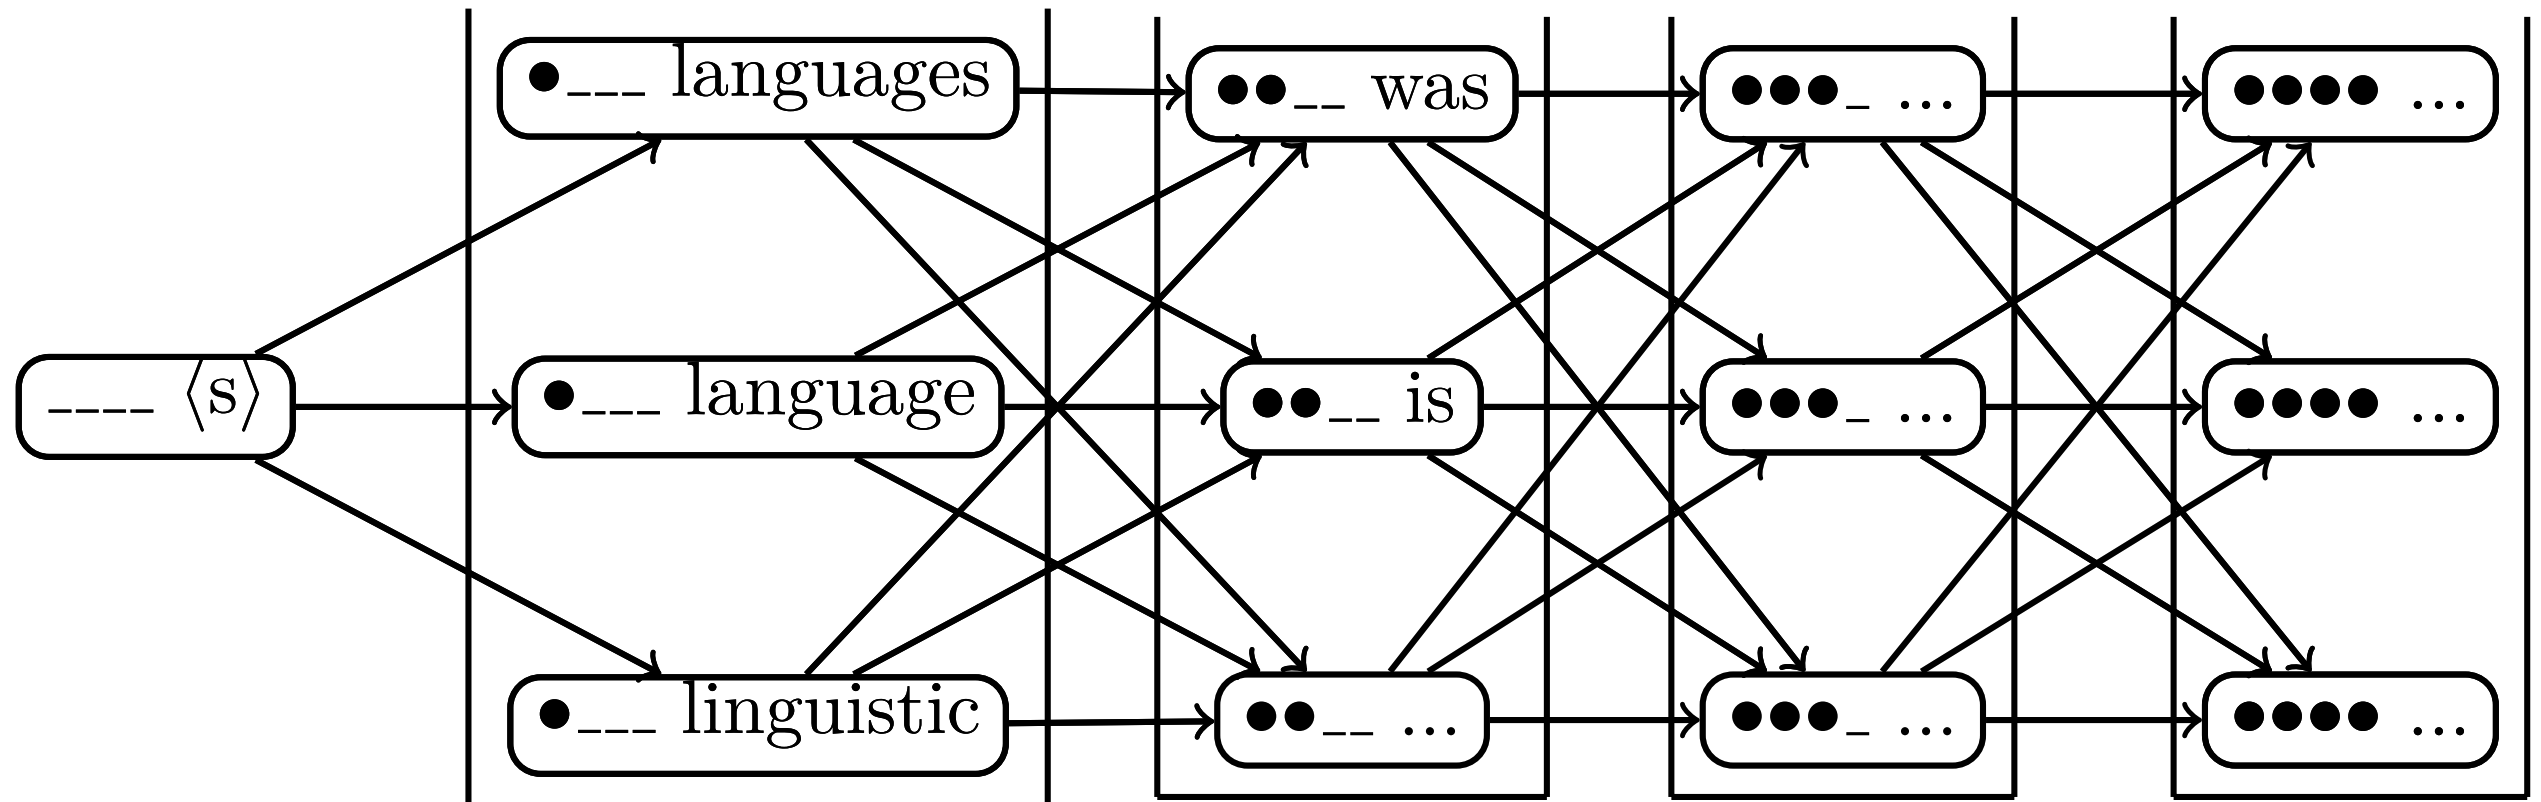 ●___ languages
●●__ was
●●●_ ...
●●●● ...
____ ⟨s⟩
●___ language
●●__ is
●●●_ ...
●●●● ...
●___ linguistic
●●__ ...
●●●_ ...
●●●● ...